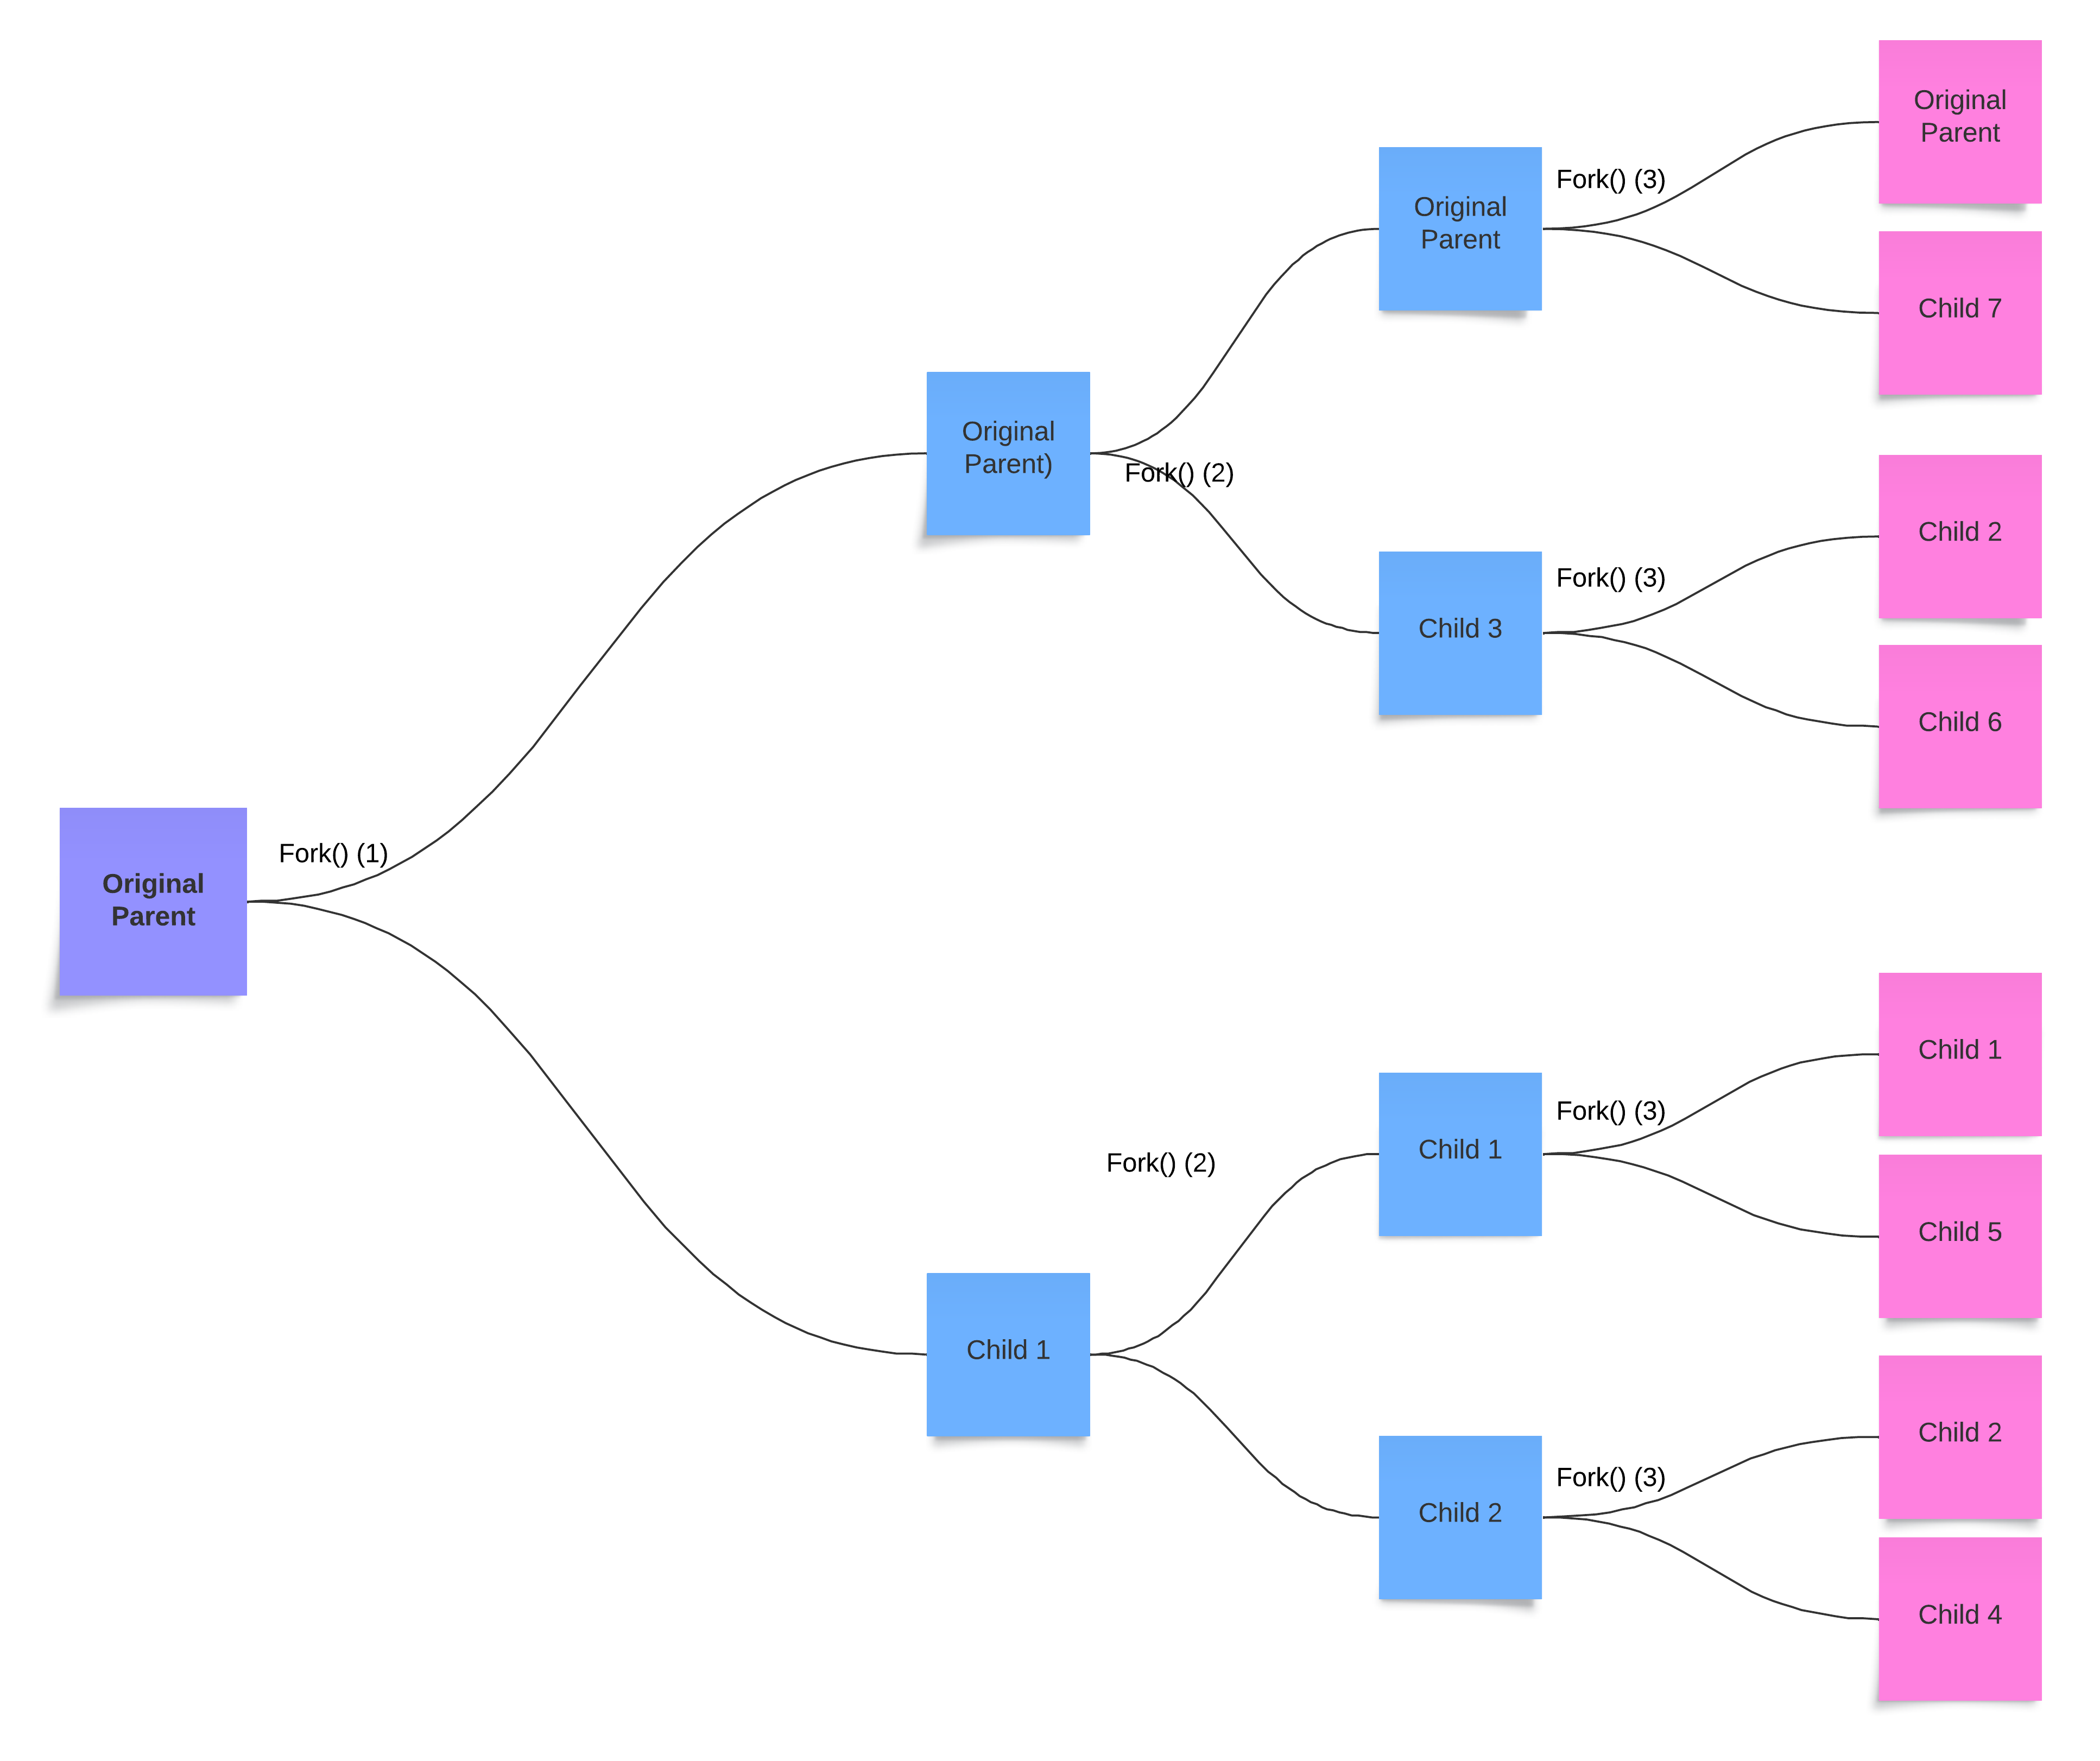 Original
Parent
Fork() (1)
Original
Parent)
Fork() (2)
Original
Parent
Fork() (3)
Original
Parent
Child 7
Child 3
Fork() (3)
Child 2
Child 6
Child 1
Fork() (2)
Child 1
Fork() (3)
Child 1
Child 5
Child 2
Fork() (3)
Child 2
Child 4